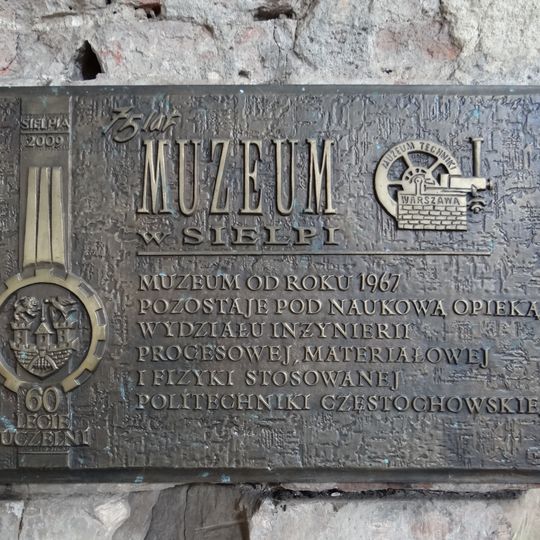 SIELPIA
2009
60
LECIE
UCZELNI
75 lat
MUZEUM
W SIELPI
MUZEUM TECHNIKI
WARSZAWA
MUZEUM OD ROKU 1967
POZOSTAJE POD NAUKOWĄ OPIEKĄ
WYDZIAŁU INŻYNIERII
PROCESOWEJ, MATERIAŁOWEJ
I FIZYKI STOSOWANEJ
POLITECHNIKI CZĘSTOCHOWSKIE